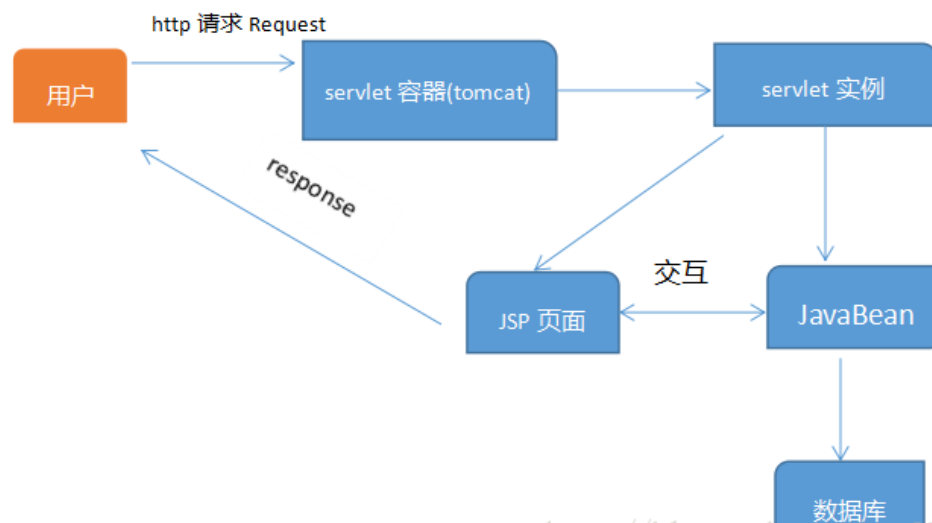 http 请求 Request
用户
servlet 容器(tomcat)
servlet 实例
response
交互
JSP 页面
JavaBean
数据库